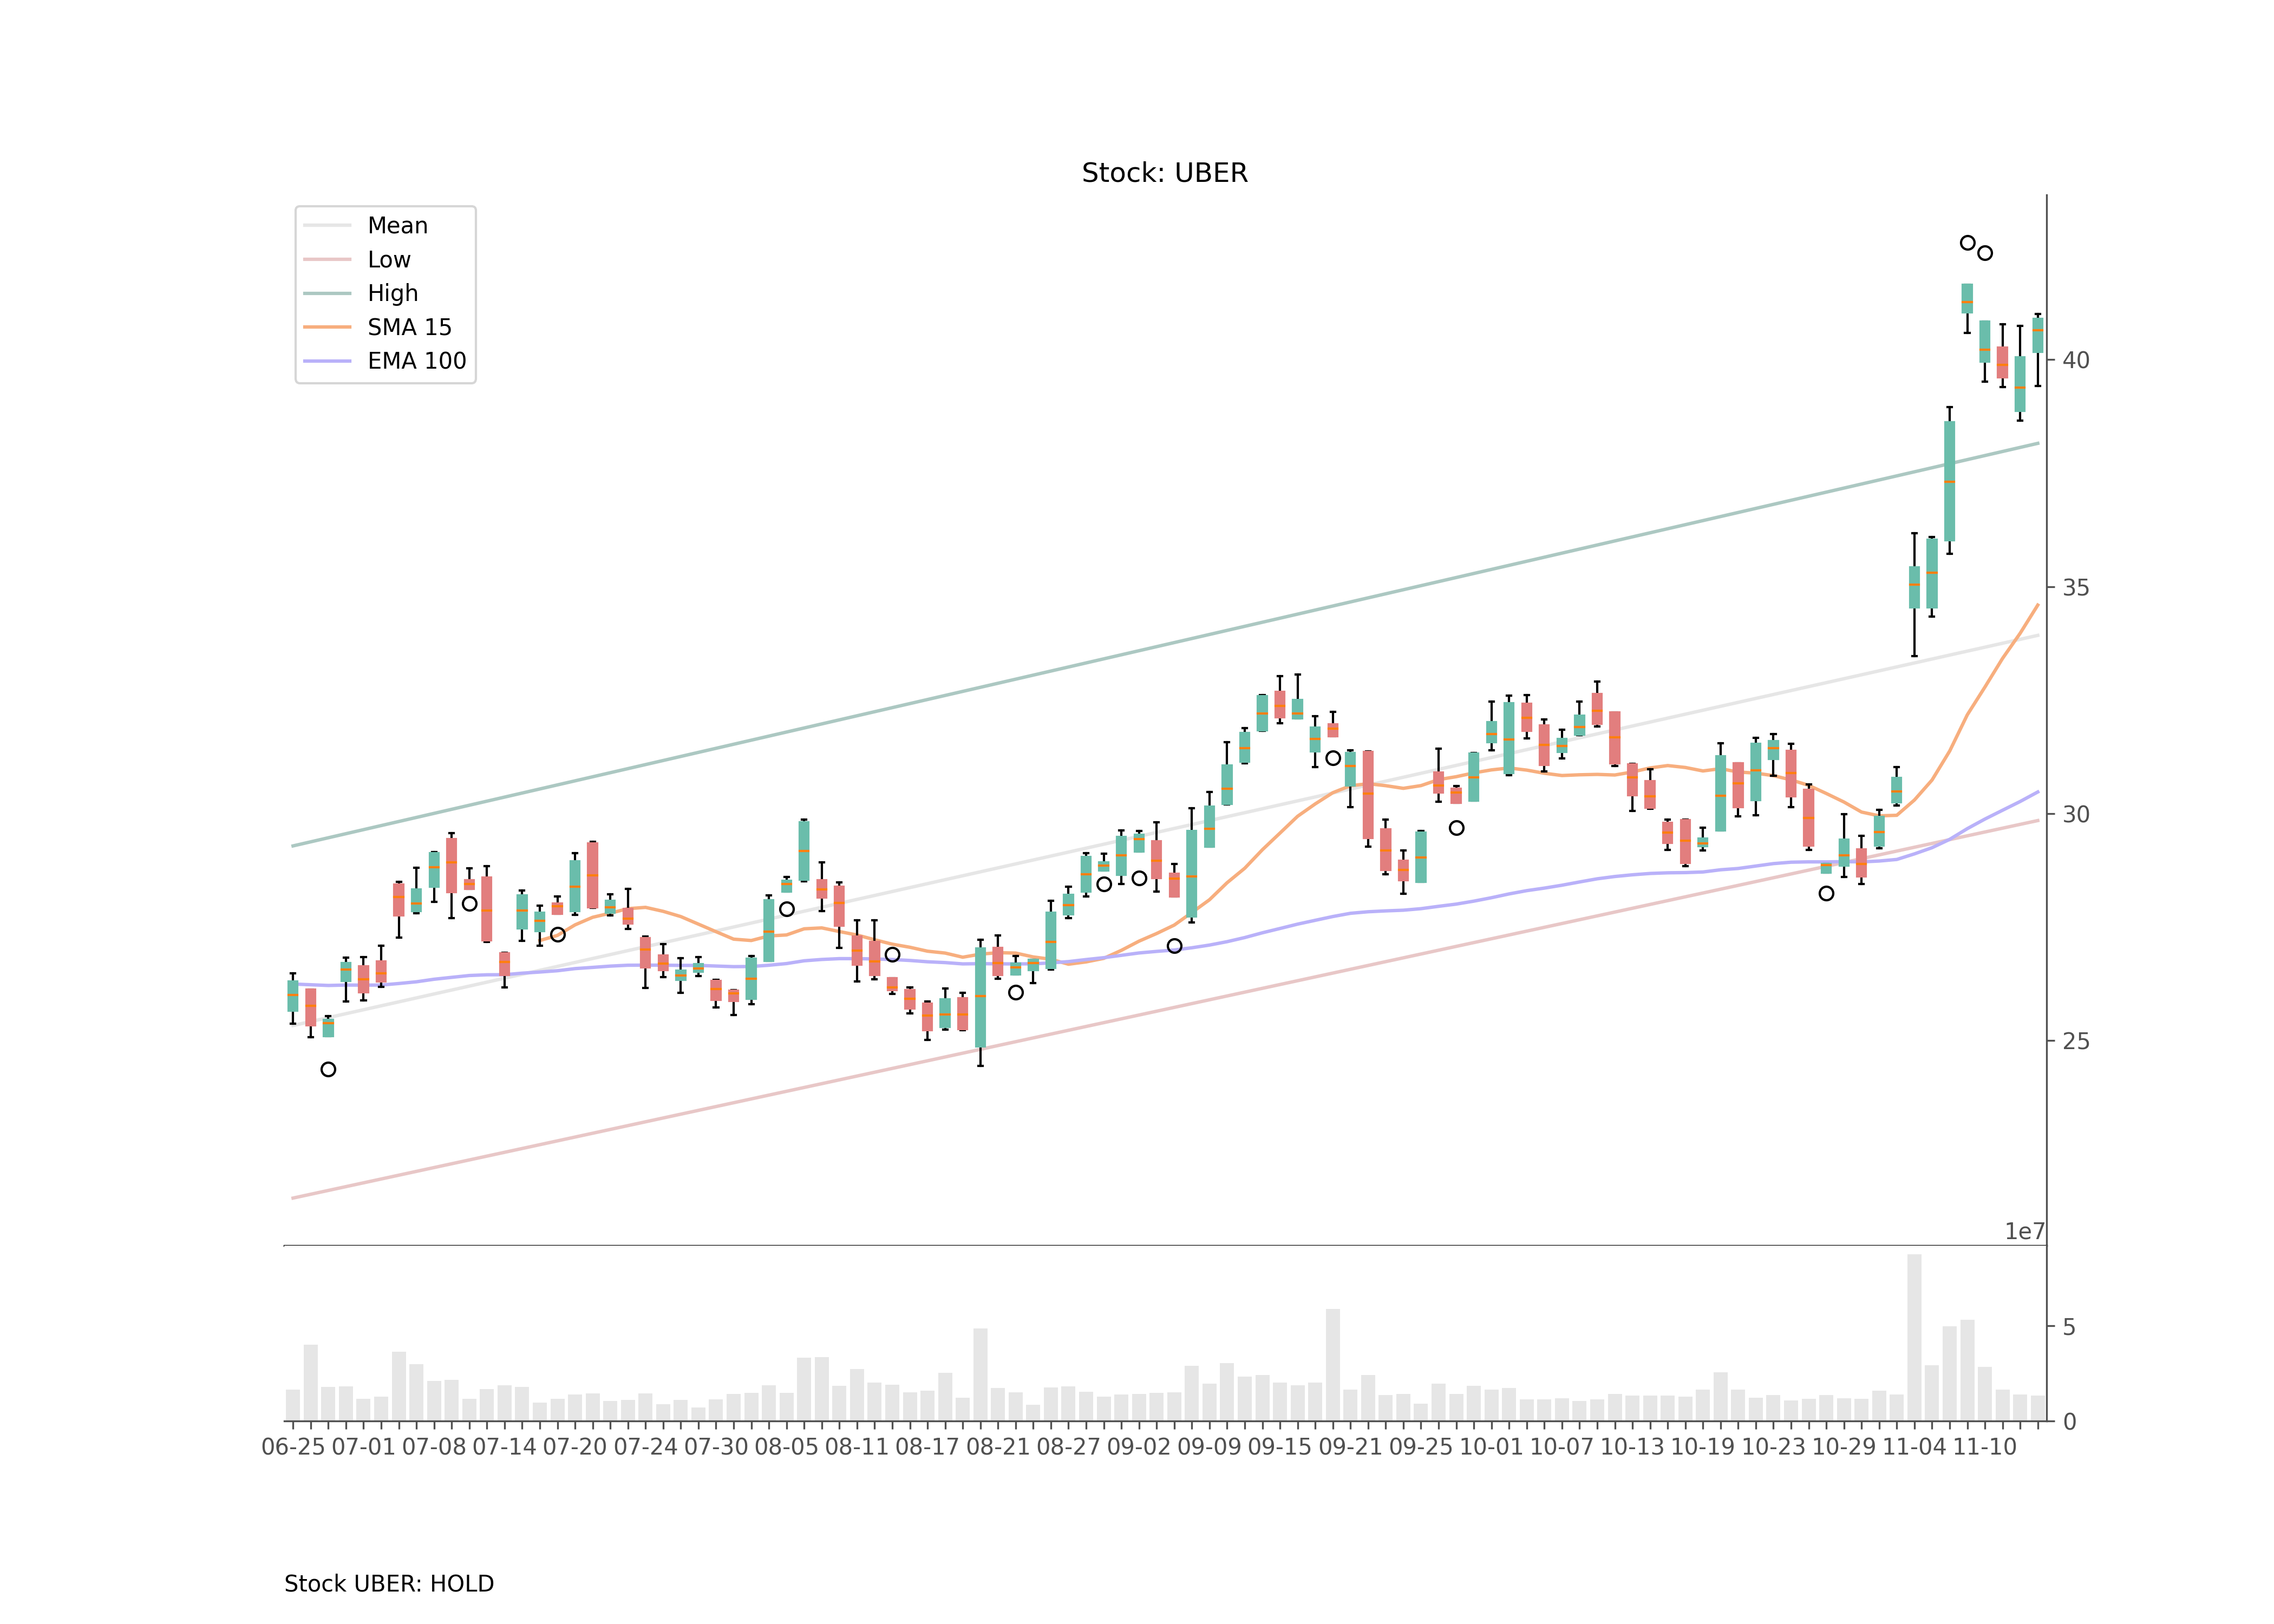 Stock: UBER
Mean
Low
High
SMA 15
EMA 100
40
35
30
25
1e7
5
0
06-25 07-01 07-08 07-14 07-20 07-24 07-30 08-05 08-11 08-17 08-21 08-27 09-02 09-09 09-15 09-21 09-25 10-01 10-07 10-13 10-19 10-23 10-29 11-04 11-10
Stock UBER: HOLD